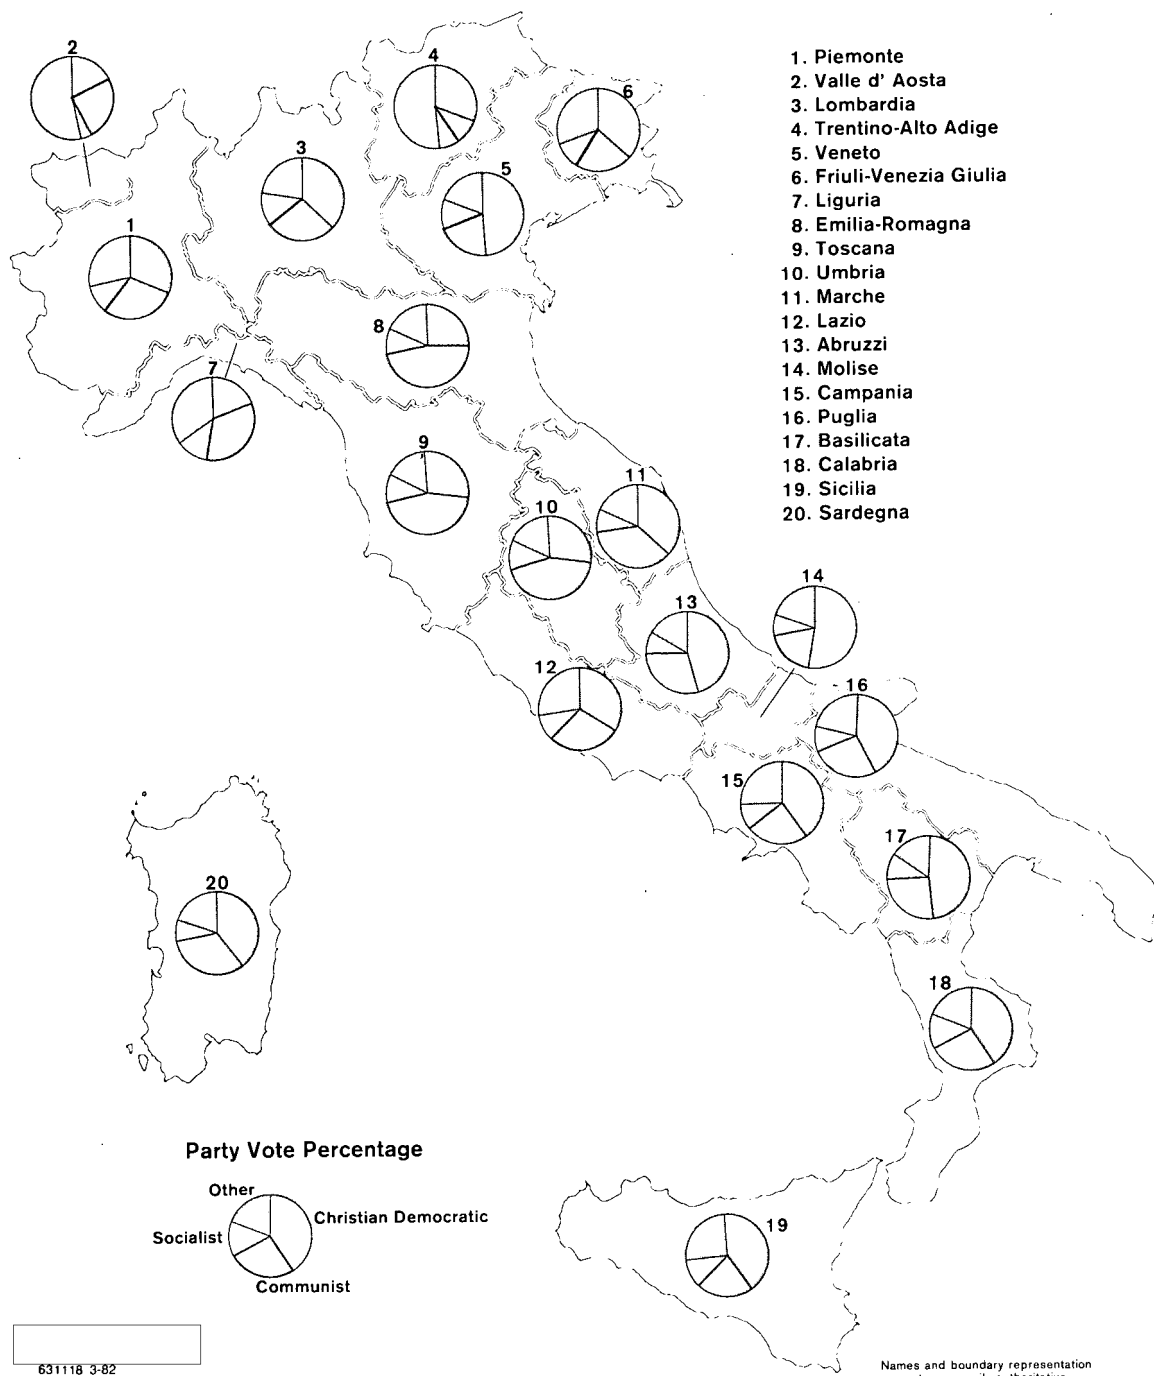 2
4
6
3
5
1
8
7
9
11
10
14
13
12
16
15
17
20
18
19
1. Piemonte
2. Valle d' Aosta
3. Lombardia
4. Trentino-Alto Adige
5. Veneto
6. Friuli-Venezia Giulia
7. Liguria
8. Emilia-Romagna
9. Toscana
10. Umbria
11. Marche
12. Lazio
13. Abruzzi
14. Molise
15. Campania
16. Puglia
17. Basilicata
18. Calabria
19. Sicilia
20. Sardegna
Party Vote Percentage
Other
Christian Democratic
Socialist
Communist
631118 3-82
Names and boundary representation